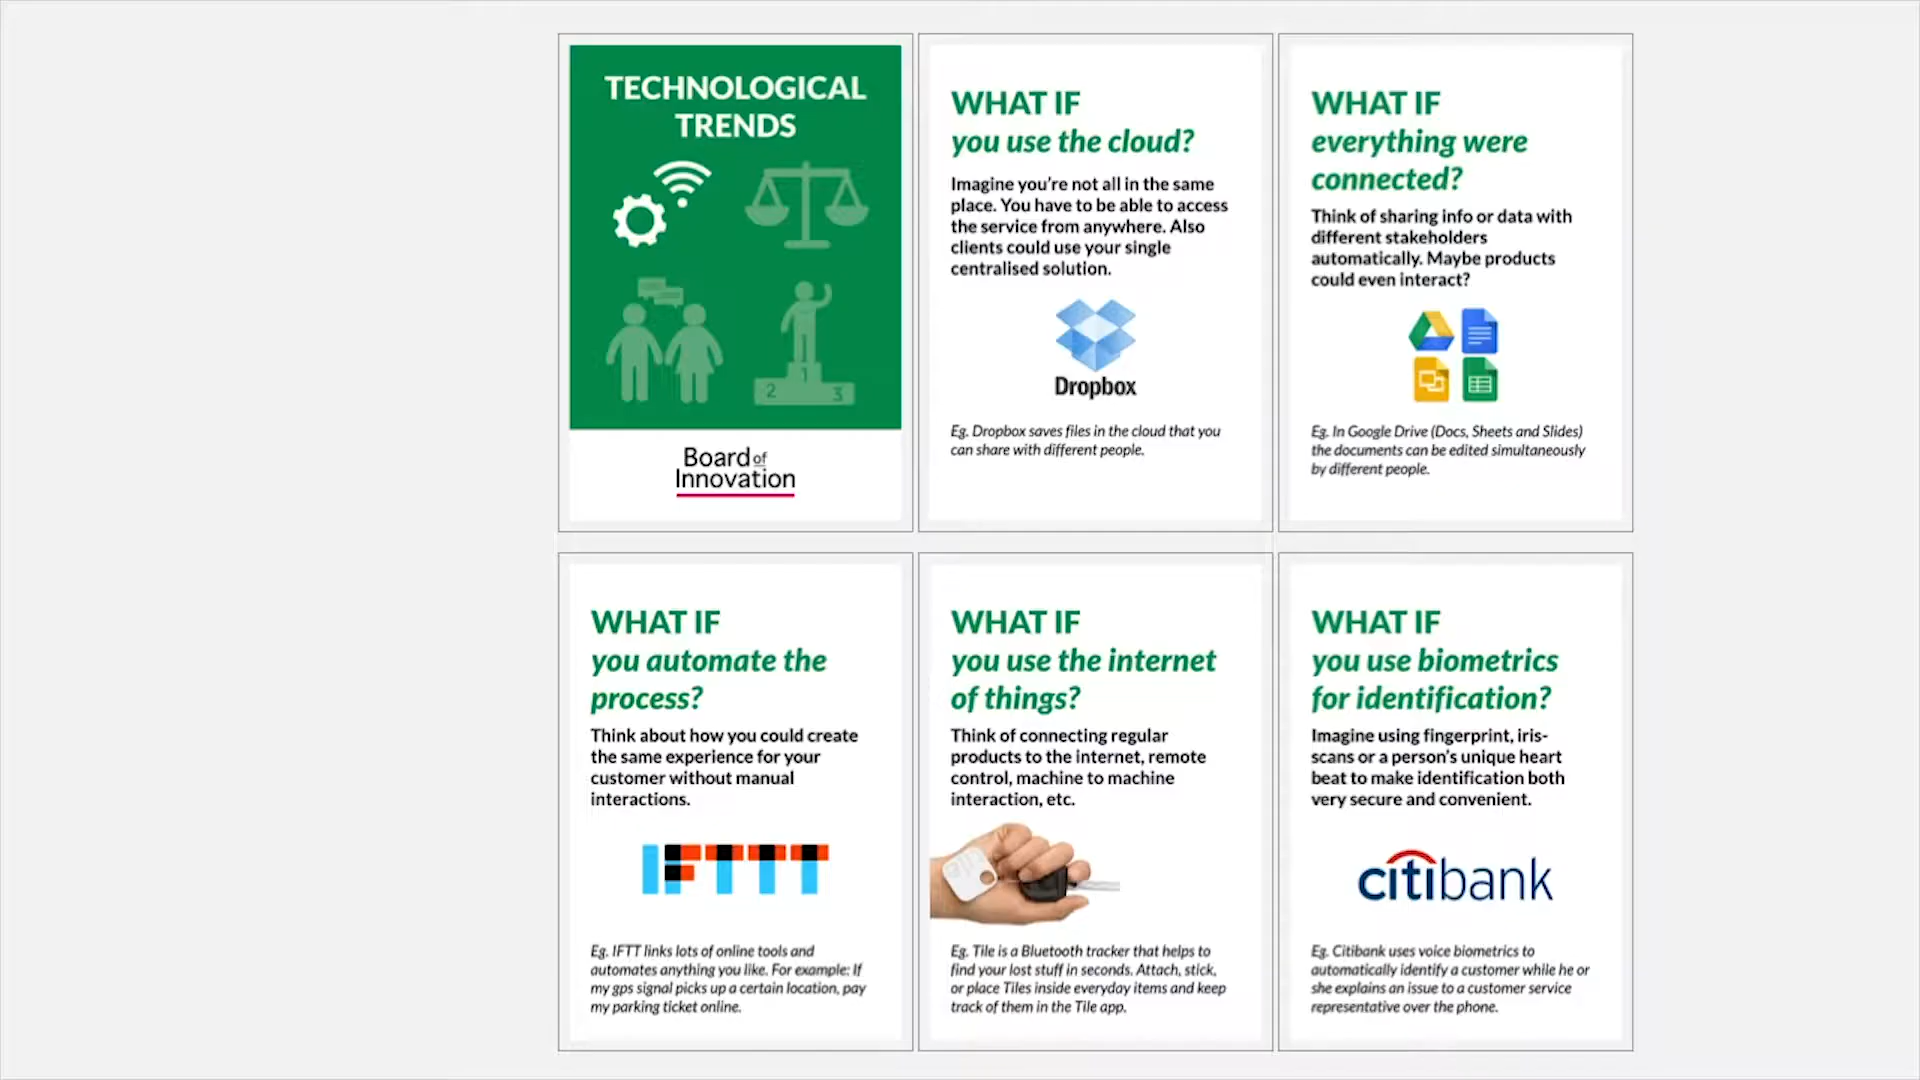 TECHNOLOGICAL
TRENDS
1
2
3
Board of
Innovation
WHAT IF
you use the cloud?
Imagine you're not all in the same
place. You have to be able to access
the service from anywhere. Also
clients could use your single
centralised solution.
Dropbox
Eg. Dropbox saves files in the cloud that you
can share with different people.
WHAT IF
everything were
connected?
Think of sharing info or data with
different stakeholders
automatically. Maybe products
could even interact?
Eg. In Google Drive (Docs, Sheets and Slides)
the documents can be edited simultaneously
by different people.
WHAT IF
you automate the
process?
Think about how you could create
the same experience for your
customer without manual
interactions.
IFTTT
Eg. IFTT links lots of online tools and
automates anything you like. For example: If
my gps signal picks up a certain location, pay
my parking ticket online.
WHAT IF
you use the internet
of things?
Think of connecting regular
products to the internet, remote
control, machine to machine
interaction, etc.
Eg. Tile is a Bluetooth tracker that helps to
find your lost stuff in seconds. Attach, stick,
or place Tiles inside everyday items and keep
track of them in the Tile app.
WHAT IF
you use biometrics
for identification?
Imagine using fingerprint, iris-
scans or a person's unique heart
beat to make identification both
very secure and convenient.
citibank
Eg. Citibank uses voice biometrics to
automatically identify a customer while he or
she explains an issue to a customer service
representative over the phone.